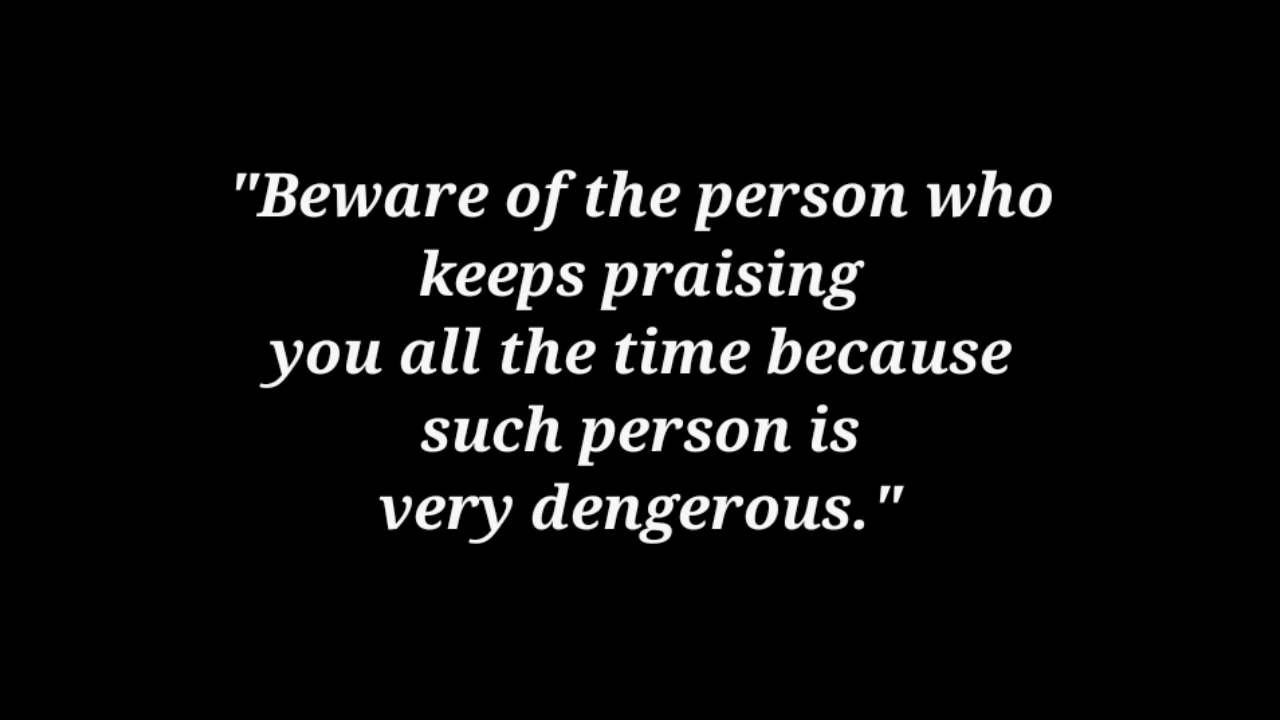 "Beware of the person who
keeps praising
you all the time because
such person is
very dengerous."